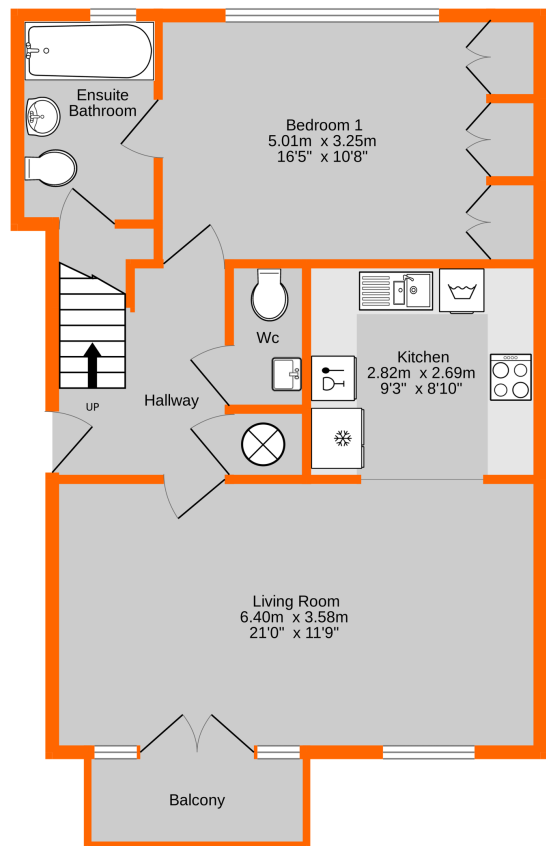 Ensuite
Bathroom
Bedroom 1
5.01m x 3.25m
16'5" x 10'8"
Wc
Kitchen
2.82m x 2.69m
9'3" x 8'10"
Hallway
UP
Living Room
6.40m x 3.58m
21'0" x 11'9"
Balcony